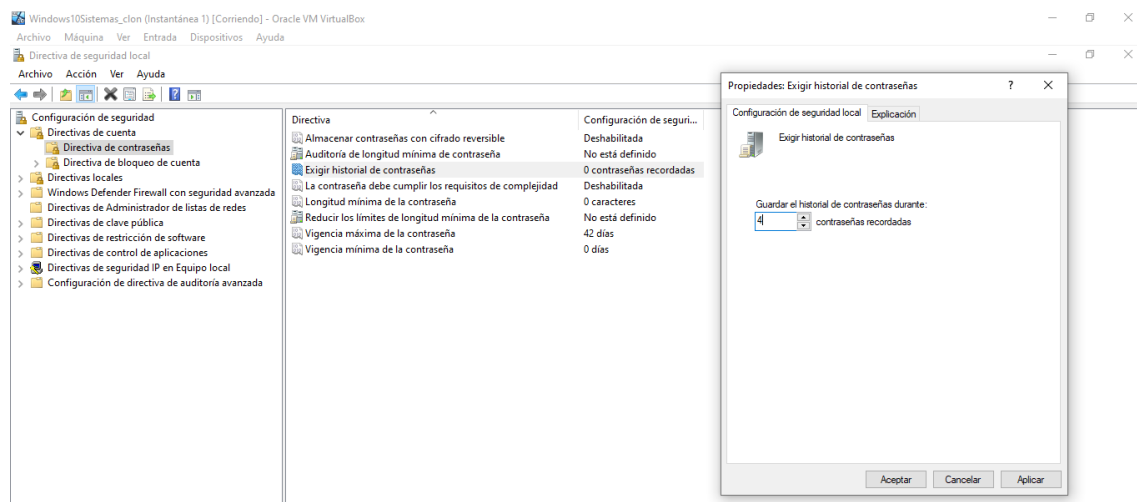 Windows10Sistemas_clon (Instantánea 1) [Corriendo] - Oracle VM VirtualBox
Archivo Máquina Ver Entrada Dispositivos Ayuda
Directiva de seguridad local
Archivo Acción Ver Ayuda
Configuración de seguridad
Directivas de cuenta
Directiva de contraseñas
Directiva de bloqueo de cuenta
Directivas locales
Windows Defender Firewall con seguridad avanzada
Directivas de Administrador de listas de redes
Directivas de clave pública
Directivas de restricción de software
Directivas de control de aplicaciones
Directivas de seguridad IP en Equipo local
Configuración de directiva de auditoría avanzada
Directiva Configuración de seguri...
Almacenar contraseñas con cifrado reversible Deshabilitada
Auditoría de longitud mínima de contraseña No está definido
Exigir historial de contraseñas 0 contraseñas recordadas
La contraseña debe cumplir los requisitos de complejidad Deshabilitada
Longitud mínima de la contraseña 0 caracteres
Reducir los límites de longitud mínima de la contraseña No está definido
Vigencia máxima de la contraseña 42 días
Vigencia mínima de la contraseña 0 días
Propiedades: Exigir historial de contraseñas ?
Configuración de seguridad local Explicación
Exigir historial de contraseñas
Guardar el historial de contraseñas durante:
4 contraseñas recordadas
Aceptar Cancelar Aplicar